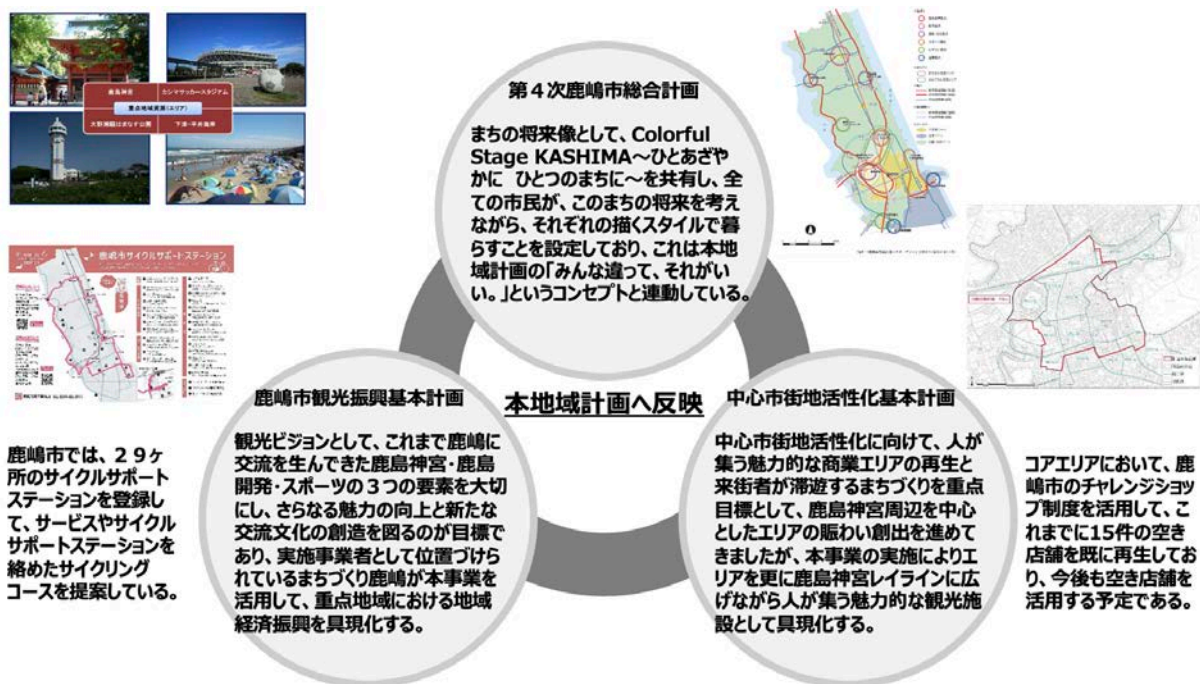 鹿島神宮
カシマサッカースタジアム
重点地域資源(エリア)
大野潮騒はまなす公園
下津・平井海岸
第4次鹿嶋市総合計画
まちの将来像として、Colorful
Stage KASHIMA~ひとあざや
かに ひとつのまちに~を共有し、全
ての市民が、このまちの将来を考え
ながら、それぞれの描くスタイルで暮
らすことを設定しており、これは本地
域計画の「みんな違って、それがい
い。」というコンセプトと連動している。
鹿嶋市サイクルサポートステーション
本地域計画へ反映
鹿嶋市観光振興基本計画
観光ビジョンとして、これまで鹿嶋に
交流を生んできた鹿島神宮・鹿島
開発・スポーツの3つの要素を大切
にし、さらなる魅力の向上と新たな
交流文化の創造を図るのが目標で
あり、実施事業者として位置づけら
れているまちづくり鹿嶋が本事業を
活用して、重点地域における地域
経済振興を具現化する。
中心市街地活性化基本計画
中心市街地活性化に向けて、人が
集う魅力的な商業エリアの再生と
来街者が滞遊するまちづくりを重点
目標として、鹿島神宮周辺を中心
としたエリアの賑わい創出を進めて
きましたが、本事業の実施によりエ
リアを更に鹿島神宮レイラインに広
げながら人が集う魅力的な観光施
設として具現化する。
鹿嶋市では、29ヶ
所のサイクルサポート
ステーションを登録し
て、サービスやサイクル
サポートステーションを
絡めたサイクリング
コースを提案している。
コアエリアにおいて、鹿
嶋市のチャレンジショッ
プ制度を活用して、こ
れまでに15件の空き
店舗を既に再生してお
り、今後も空き店舗を
活用する予定である。